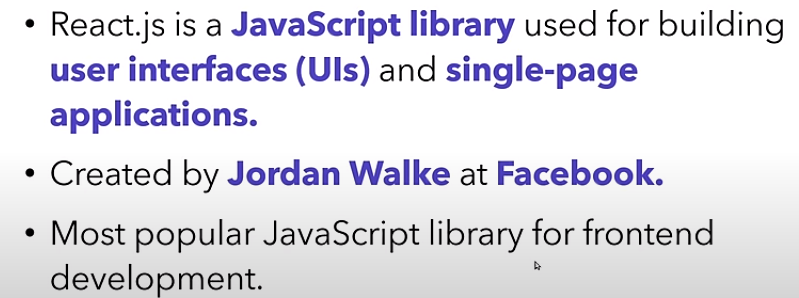 • React.js is a JavaScript library used for building
user interfaces (UIs) and single-page
applications.
• Created by Jordan Walke at Facebook.
• Most popular JavaScript library for frontend
development.